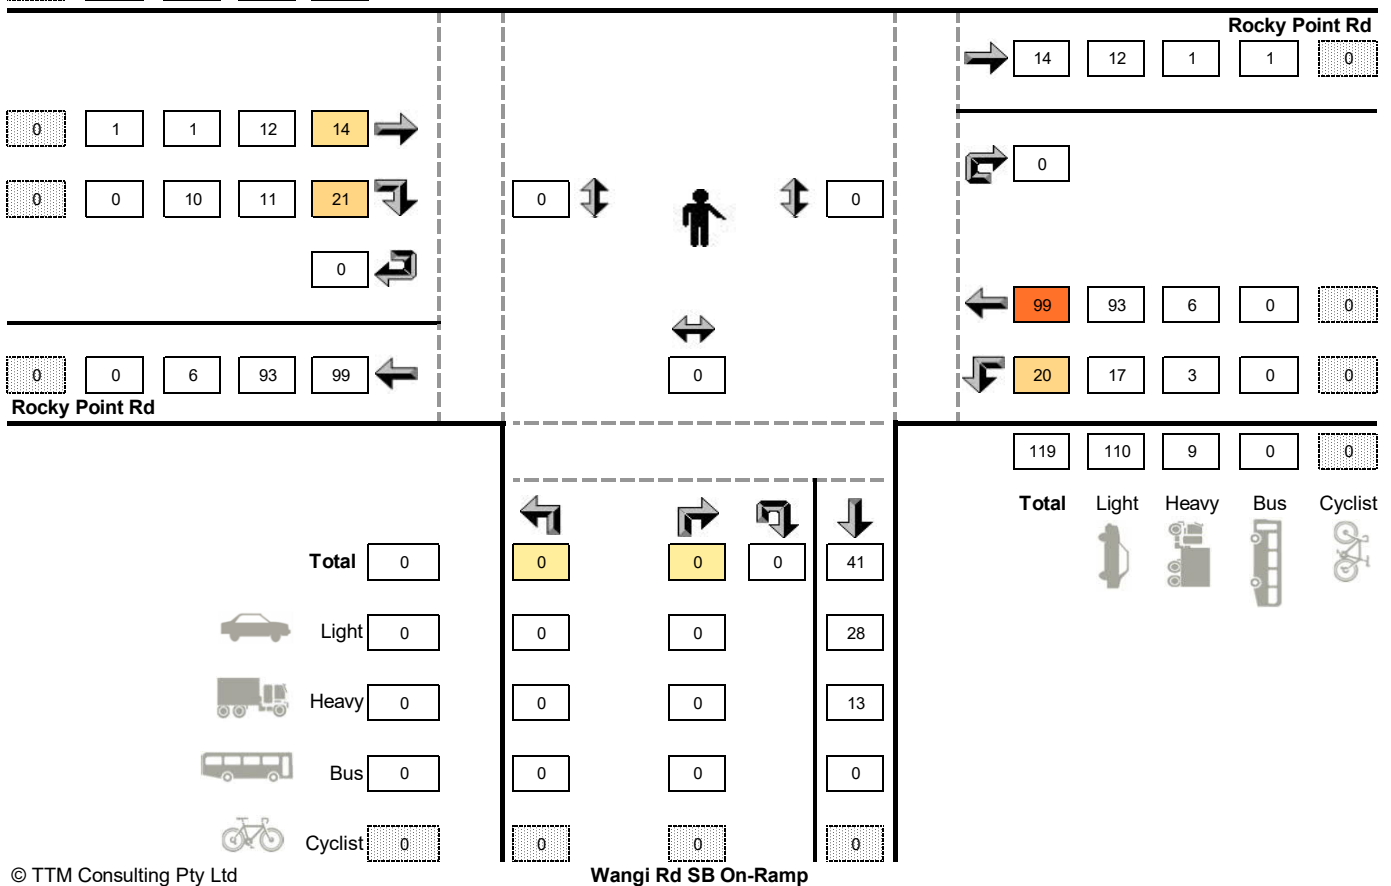 Rocky Point Rd
14 12 1 1 0
0 1 1 12 14
0
0 0 10 11 21
0 0
0
99 93 6 0 0
0 0 6 93 99
0
20 17 3 0 0
Rocky Point Rd
119 110 9 0 0
Total Light Heavy Bus Cyclist
Total 0 0 0 0 41
Light 0 0 0 28
Heavy 0 0 0 13
Bus 0 0 0 0
Cyclist 0 0 0 0
© TTM Consulting Pty Ltd
Wangi Rd SB On-Ramp